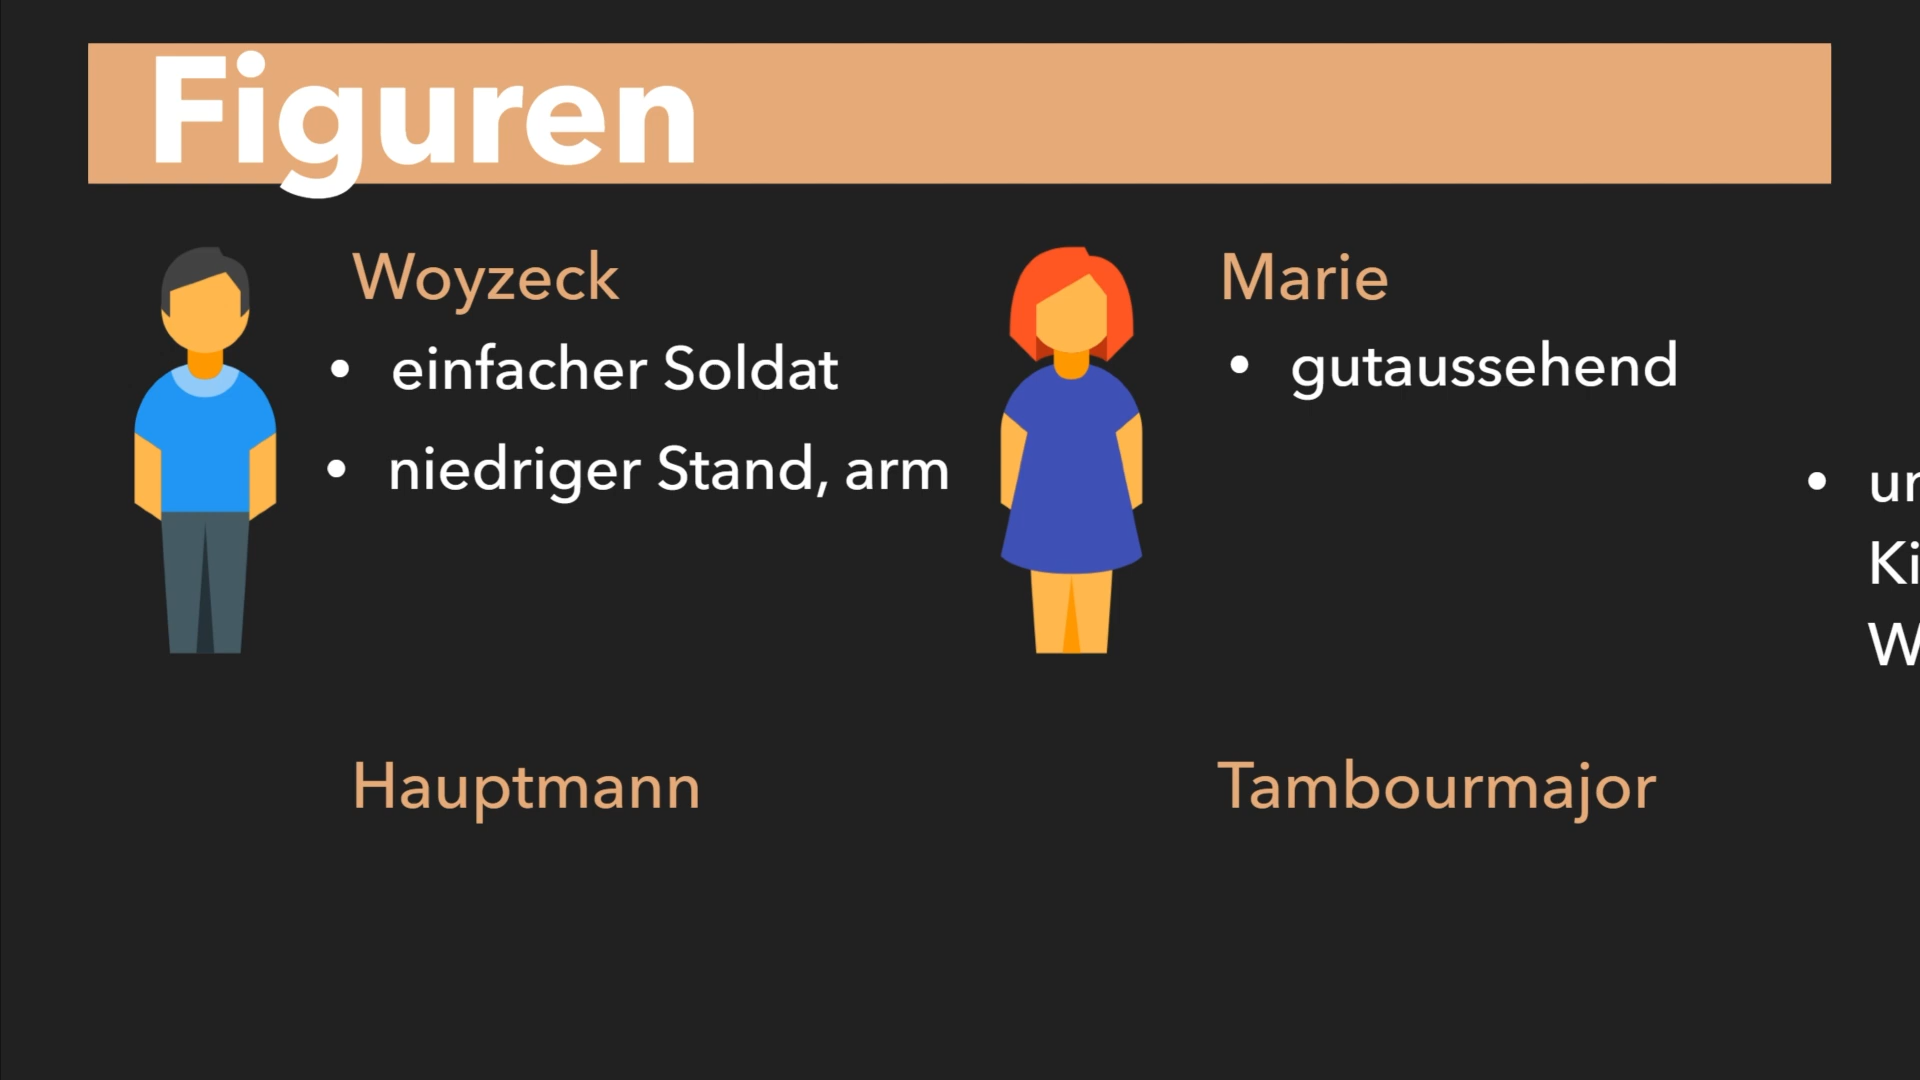 Figuren
Woyzeck
• einfacher Soldat
• niedriger Stand, arm
Marie
• gutaussehend
Hauptmann
Tambourmajor